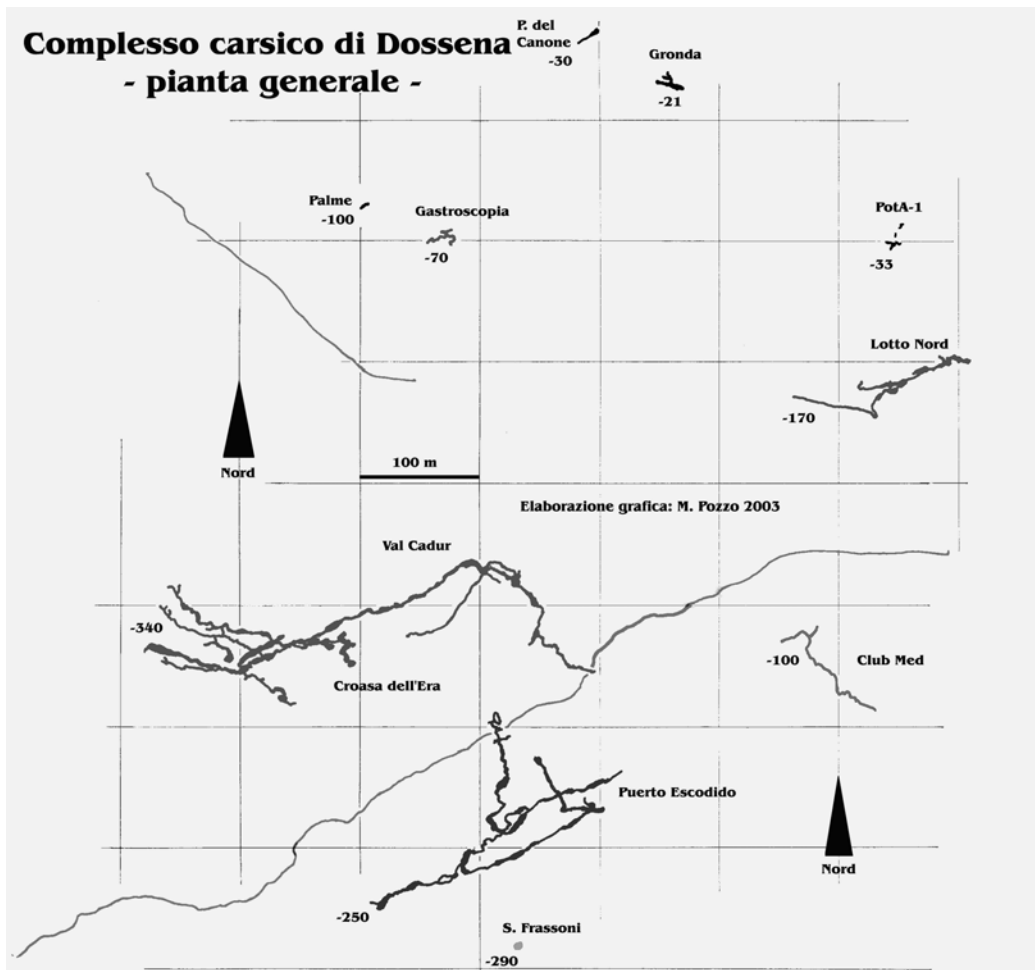 Complesso carsico di Dossena
- pianta generale -
P. del
Canone
-30
Gronda
-21
Palme
-100
Gastroscopia
-70
PotA-1
-33
Lotto Nord
-170
Nord
100 m
Elaborazione grafica: M. Pozzo 2003
Val Cadur
-340
Croasa dell'Era
-100
Club Med
Puerto Escodido
Nord
-250
S. Frassoni
-290